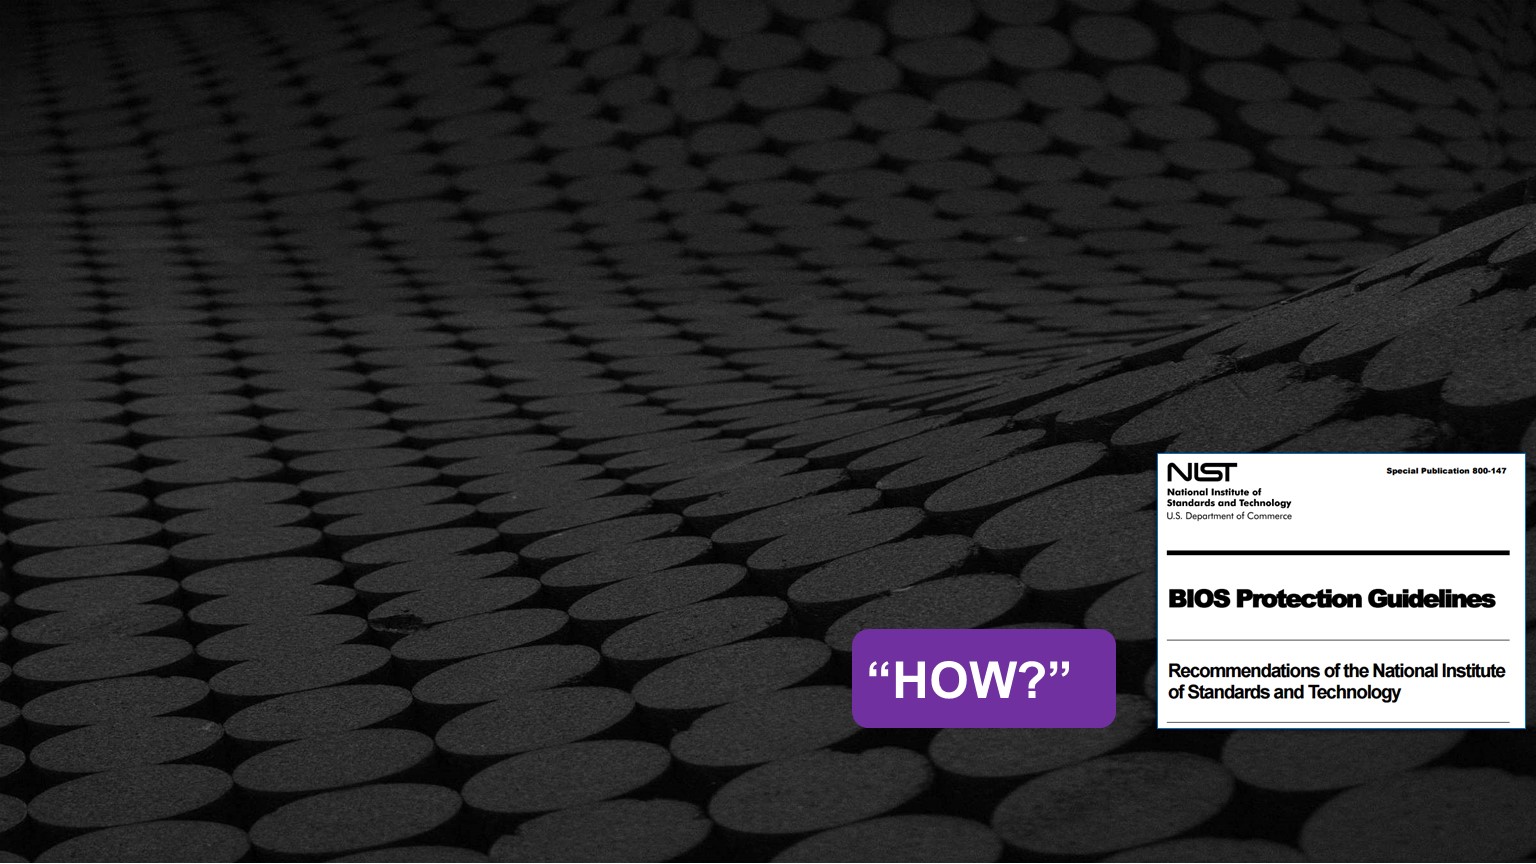 NIST
Special Publication 800-147
National Institute of
Standards and Technology
U.S. Department of Commerce
BIOS Protection Guidelines
“HOW?”
Recommendations of the National Institute
of Standards and Technology